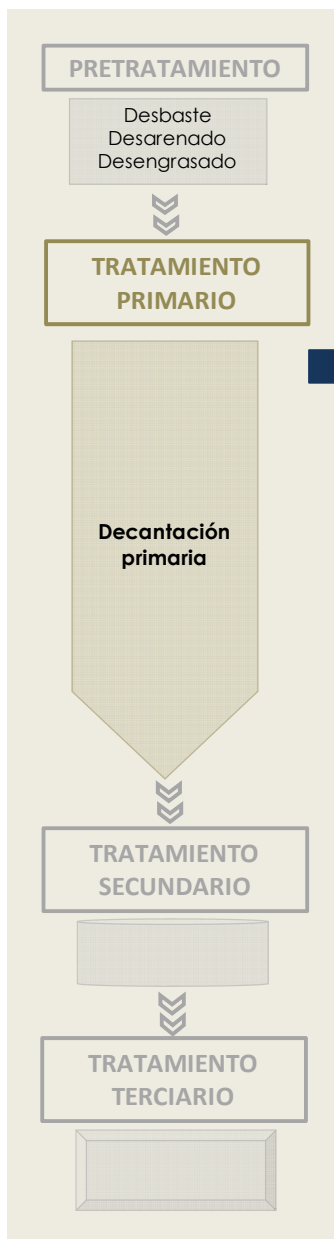 PRETRATAMIENTO
Desbaste
Desarenado
Desengrasado
TRATAMIENTO
PRIMARIO
Decantación
primaria
TRATAMIENTO
SECUNDARIO
TRATAMIENTO
TERCIARIO